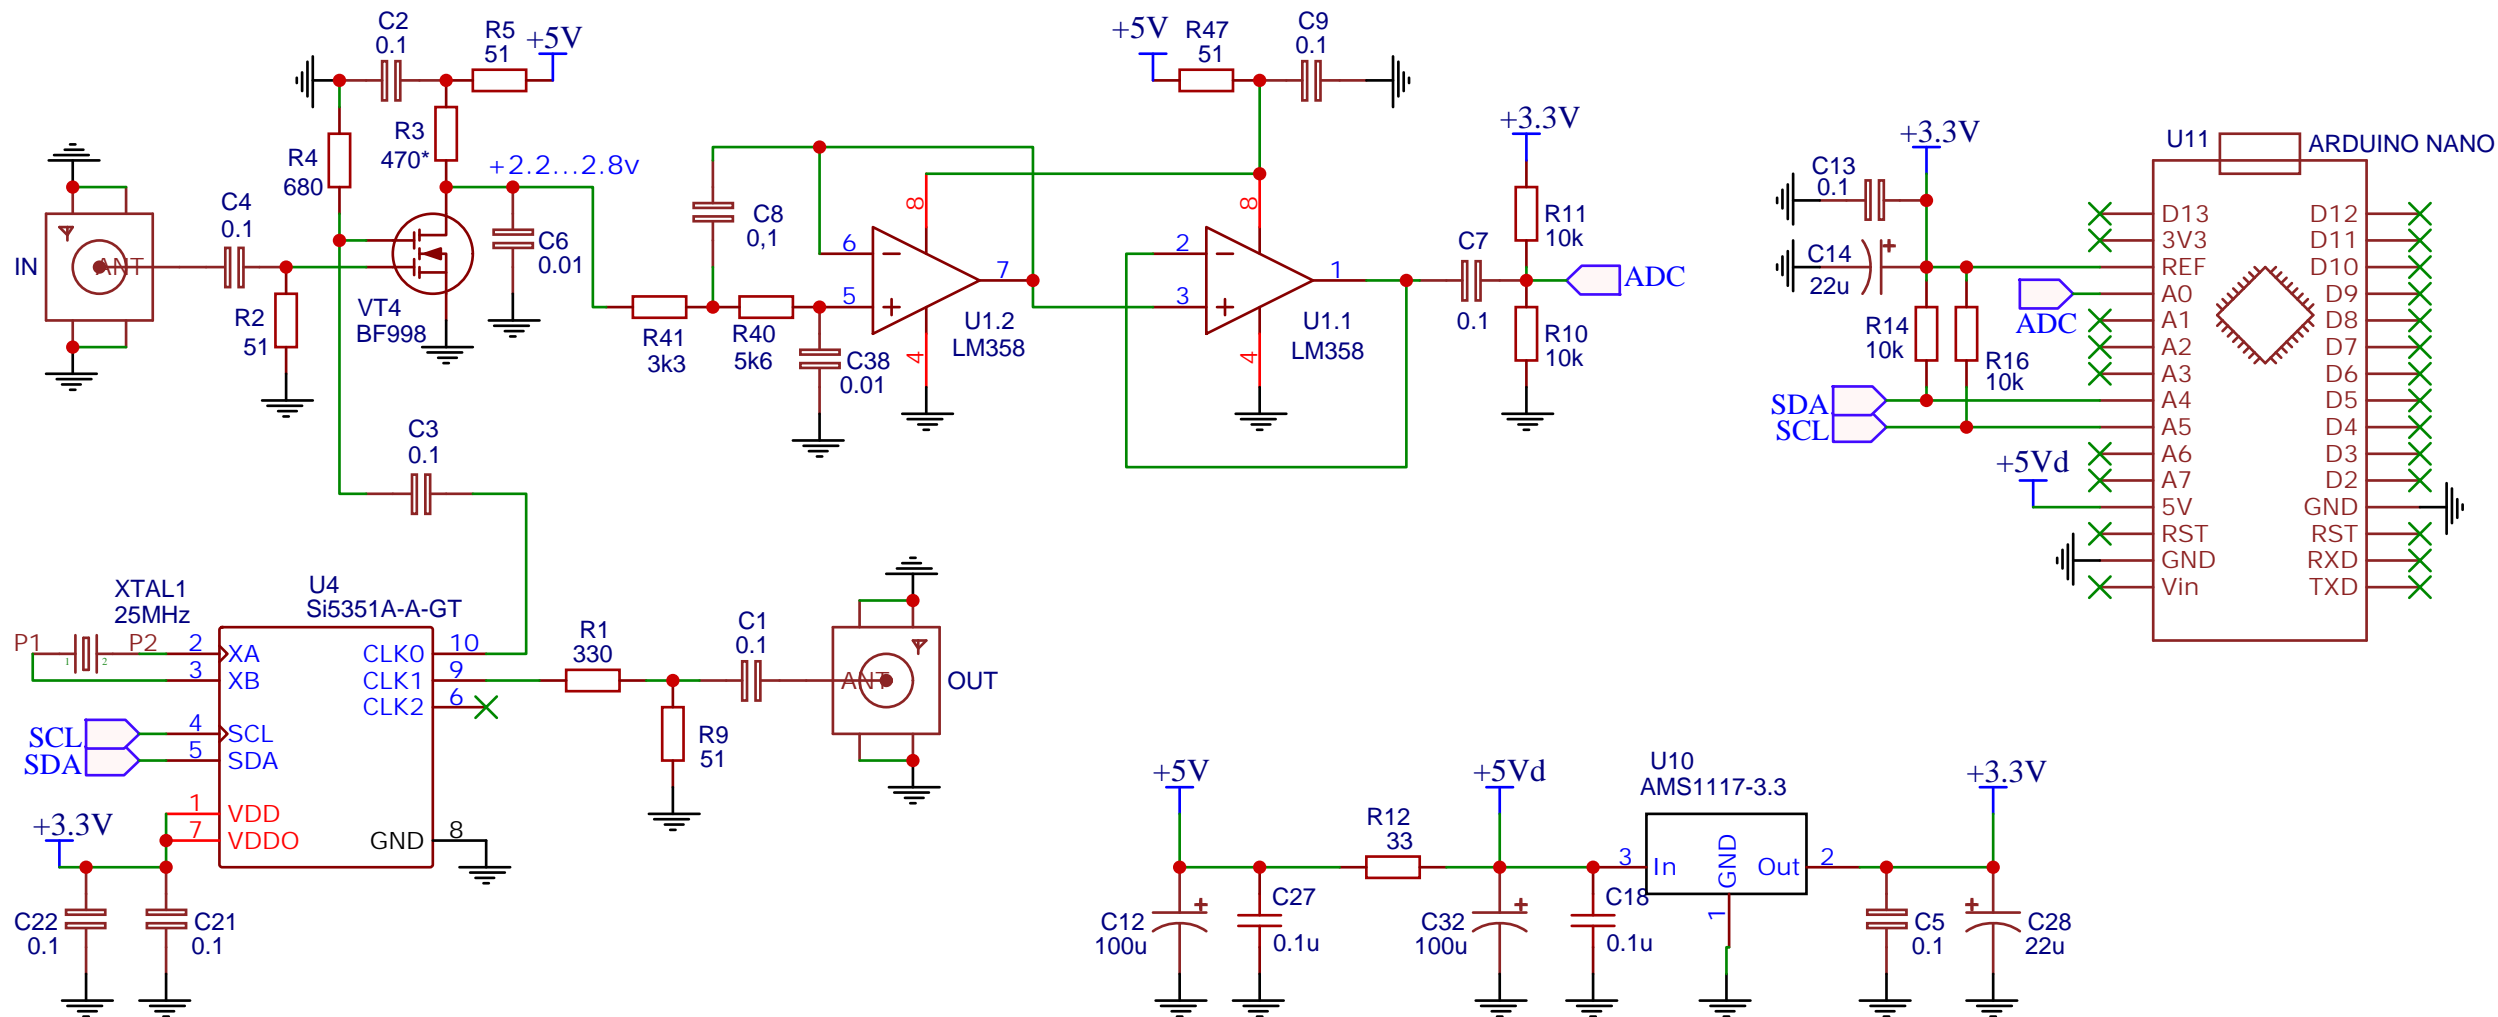 C2
0.1
R5
51
+5V
R4
680
R3
470*
+2.2...2.8v
IN
ANT
C4
0.1
R2
51
VT4
BF998
C6
0.01
R41
3k3
C8
0,1
R40
5k6
C38
0.01
6
5
7
8
4
U1.2
LM358
+5V
R47
51
C9
0.1
2
3
1
8
4
U1.1
LM358
C7
0.1
+3.3V
R11
10k
R10
10k
ADC
C3
0.1
+3.3V
C13
0.1
C14
22u
+
ADC
R14
10k
R16
10k
SDA
SCL
+5Vd
U11
ARDUINO NANO
D13
3V3
REF
A0
A1
A2
A3
A4
A5
A6
A7
5V
RST
GND
Vin
D12
D11
D10
D9
D8
D7
D6
D5
D4
D3
D2
GND
RST
RXD
TXD
XTAL1
25MHz
P1
1
2
P2
U4
Si5351A-A-GT
2
XA
3
XB
4
SCL
5
SDA
1
VDD
7
VDDO
CLK0
10
CLK1
9
CLK2
6
GND
8
SCL
SDA
+3.3V
C22
0.1
C21
0.1
R1
330
R9
51
C1
0.1
ANT
OUT
+5V
C12
100u
+
C27
0.1u
R12
33
+5Vd
C32
100u
+
C18
0.1u
U10
AMS1117-3.3
3
In
GND
1
Out
2
+3.3V
C5
0.1
+
C28
22u